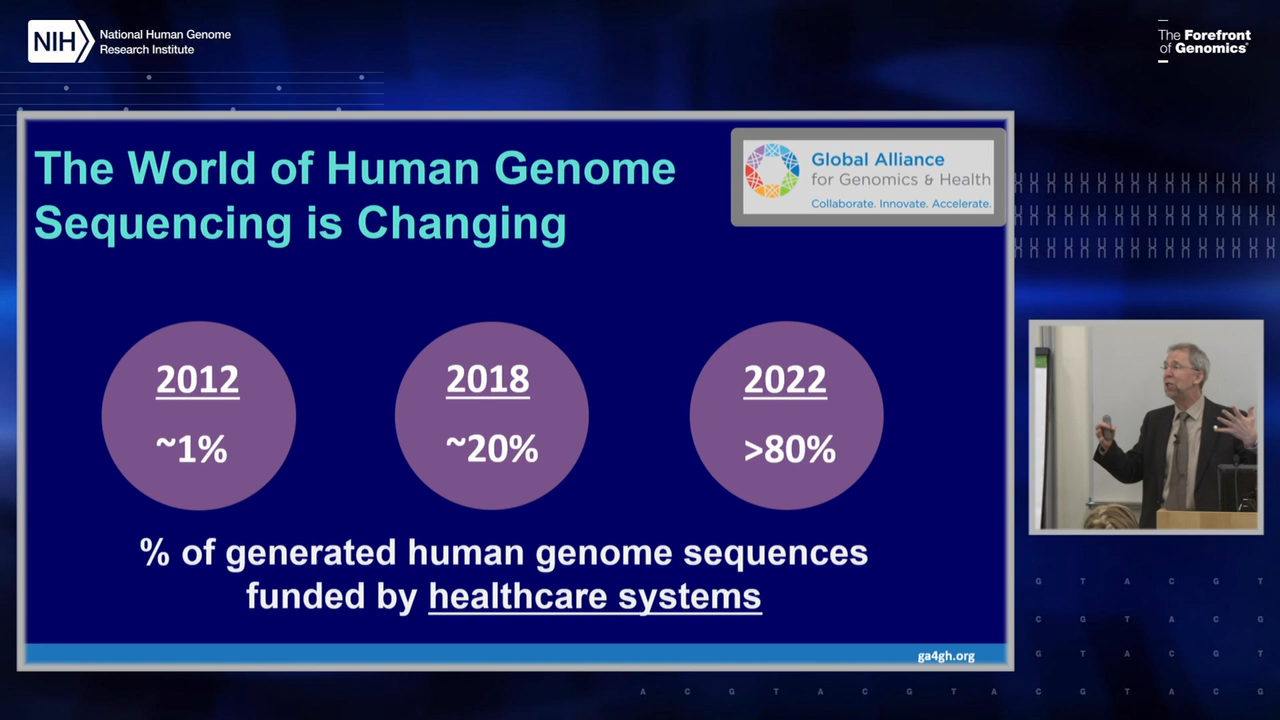 NIH
National Human Genome
Research Institute
The Forefront
of Genomics®
The World of Human Genome
Sequencing is Changing
Global Alliance
for Genomics & Health
Collaborate. Innovate. Accelerate.
2012
~1%
2018
~20%
2022
>80%
% of generated human genome sequences
funded by healthcare systems
ga4gh.org
G T A C G T
C G T A C G
G T A C G T
A C G T A C G T A C G T A C G